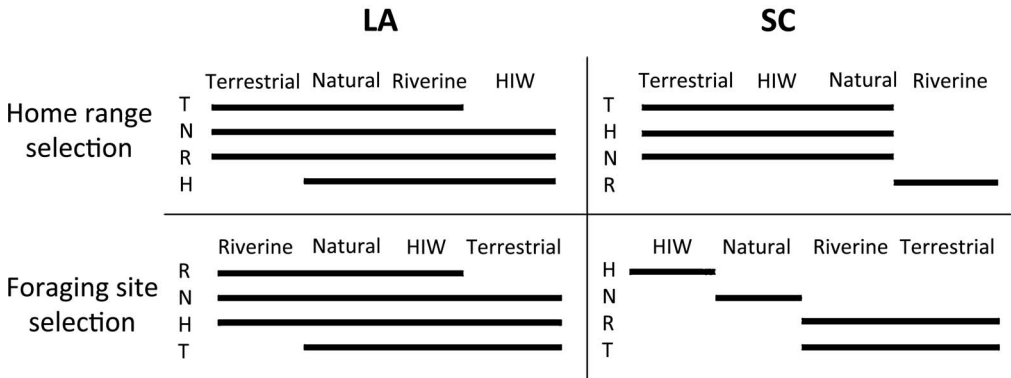 LA SC
Terrestrial Natural Riverine HIW
Terrestrial HIW Natural Riverine
Home range
selection
T
N
R
H
T
H
N
R
Riverine Natural HIW Terrestrial
HIW Natural Riverine Terrestrial
Foraging site
selection
R
N
H
T
H
N
R
T